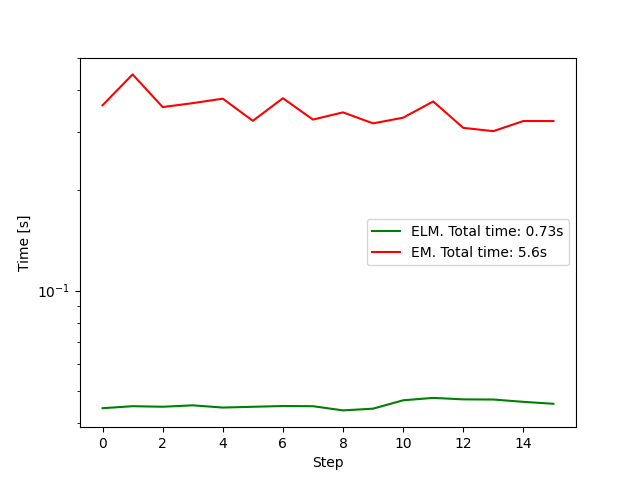 Time [s]
10⁻¹
ELM. Total time: 0.73s
EM. Total time: 5.6s
0 2 4 6 8 10 12 14
Step